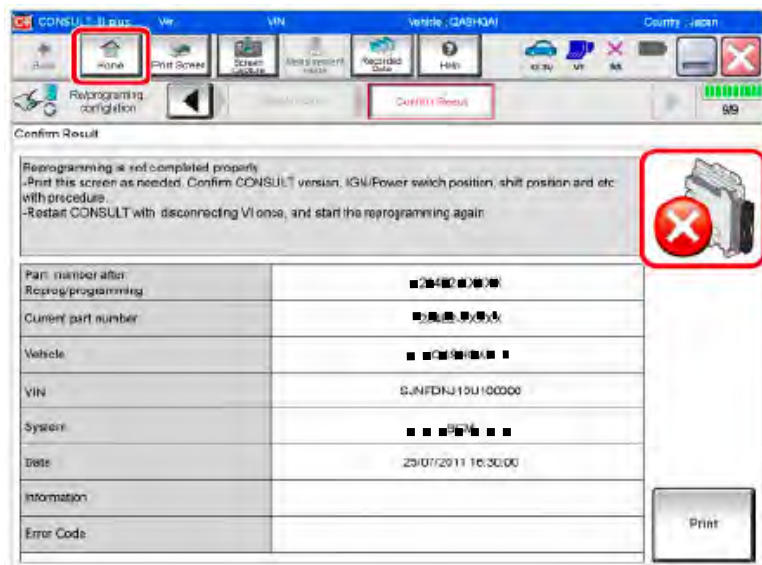 CONSULT-III plus Ver. VIN Vehicle : QASHQAI Country : Japan
Back Home Print Screen Screen Capture Measurement Mode Recorded Data Help VI MI
Re/programming configration Confirm Result 9/9
Confirm Result
Reprogramming is not completed properly
-Print this screen as needed. Confirm CONSULT version, IGN/Power switch position, shift position and etc
with procedure.
-Restart CONSULT with disconnecting VI once, and start the reprogramming again
Part number after
Reprog/programming
Current part number
Vehicle
VIN
System
Date 25/07/2011 16:30:00
Information
Error Code
Print